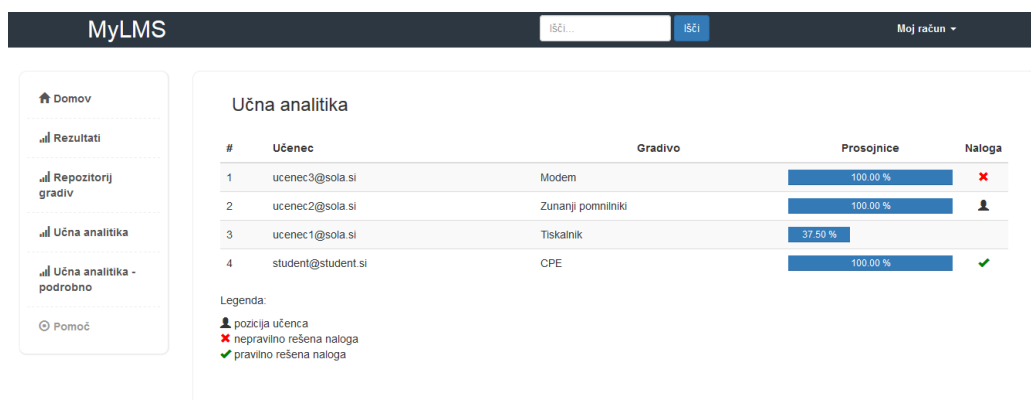 MyLMS
Išči...
Išči
Moj račun
Domov
Rezultati
Repozitorij
gradiv
Učna analitika
Učna analitika -
podrobno
Pomoč
Učna analitika
# Učenec Gradivo Prosojnice Naloga
1 ucenec3@sola.si Modem 100.00 %
2 ucenec2@sola.si Zunanji pomnilniki 100.00 %
3 ucenec1@sola.si Tiskalnik 37.50 %
4 student@student.si CPE 100.00 %
Legenda:
pozicija učenca
nepravilno rešena naloga
pravilno rešena naloga